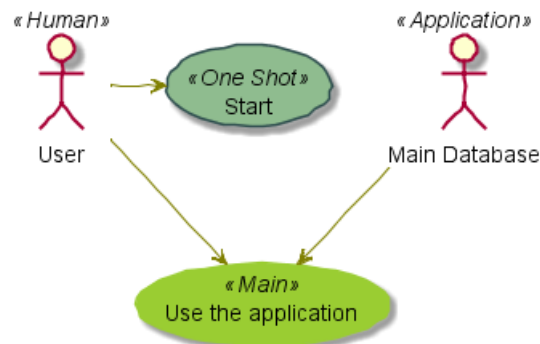 «Human»
«Application»
«One Shot»
Start
User
Main Database
«Main»
Use the application